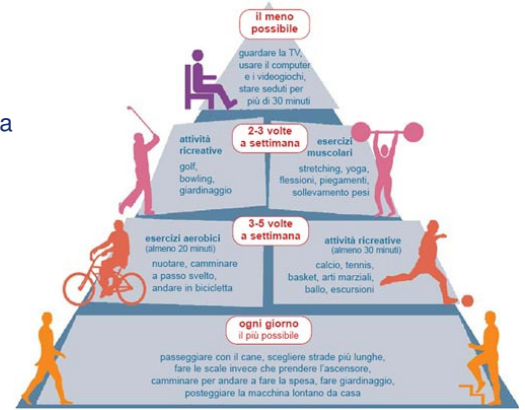 il meno
possibile
guardare la TV,
usare il computer
e i videogiochi,
stare seduti per
più di 30 minuti
a
2-3 volte
a settimana
attività
ricreative
golf,
bowling,
giardinaggio
esercizi
muscolari
stretching, yoga,
flessioni, piegamenti,
sollevamento pesi
3-5 volte
a settimana
esercizi aerobici
(almeno 20 minuti)
nuotare, camminare
a passo svelto,
andare in bicicletta
attività ricreative
(almeno 30 minuti)
calcio, tennis,
basket, arti marziali,
ballo, escursioni
ogni giorno
il più possibile
passeggiare con il cane, scegliere strade più lunghe,
fare le scale invece che prendere l'ascensore,
camminare per andare a fare la spesa, fare giardinaggio,
posteggiare la macchina lontano da casa